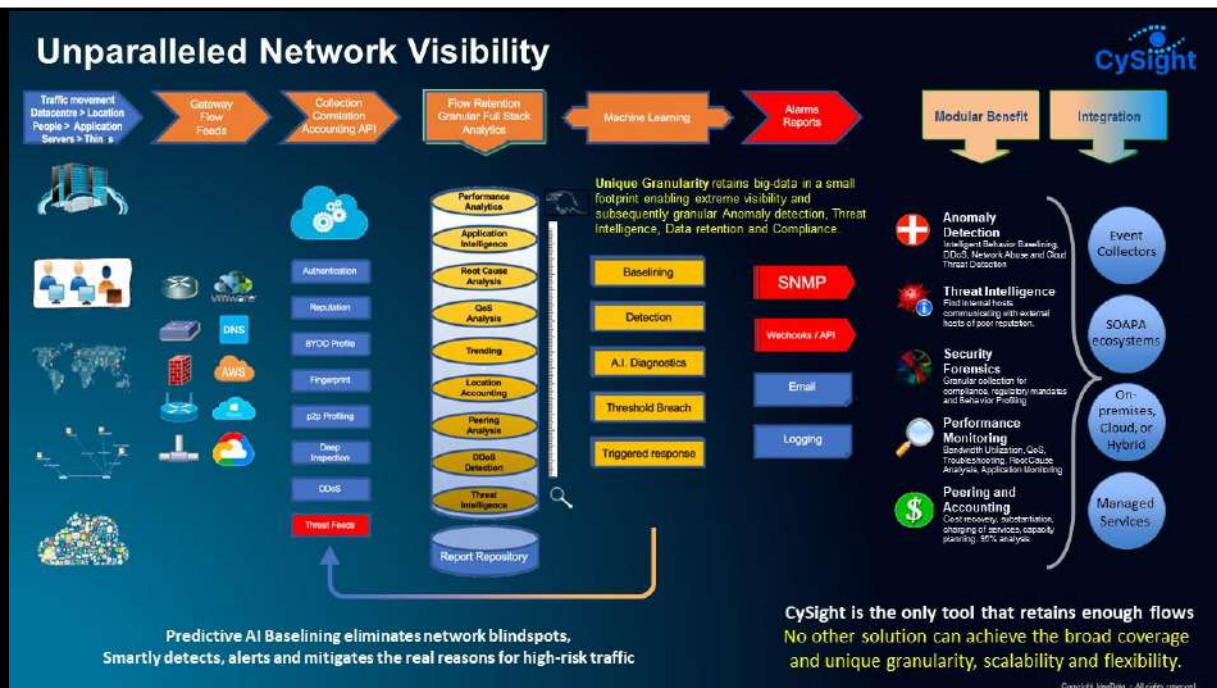 Unparalleled Network Visibility
CySight
Traffic movement
Datacentre > Location
People > Application
Servers > Thin s
Gateway
Flow
Feeds
Collection
Correlation
Accounting API
Flow Retention
Granular Full Stack
Analytics
Machine Learning
Alarms
Reports
Modular Benefit
Integration
Unique Granularity retains big-data in a small
footprint enabling extreme visibility and
subsequently granular Anomaly detection, Threat
Intelligence, Data retention and Compliance.
vmware
DNS
AWS
Authentication
Reputation
BYOD Profile
Fingerprint
p2p Profiling
Deep
Inspection
DDoS
Threat Feeds
Performance
Analytics
Application
Intelligence
Root Cause
Analysis
QoS
Analysis
Trending
Location
Accounting
Peering
Analysis
DDoS
Detection
Threat
Intelligence
Report Repository
Baselining
Detection
A.I. Diagnostics
Threshold Breach
Triggered response
SNMP
Webhooks / API
Email
Logging
Anomaly
Detection
Intelligent Behavior Baselining,
DDoS, Network Abuse and Cloud
Threat Detection
Threat Intelligence
Find internal hosts
communicating with external
hosts of poor reputation.
Security
Forensics
Granular collection for
compliance, regulatory mandates
and Behavior Profiling
Performance
Monitoring
Bandwidth Utilization, QoS,
Troubleshooting, Root Cause
Analysis, Application Monitoring
$
Peering and
Accounting
Cost recovery, substantiation,
charging of services, capacity
planning. 95% analysis.
Event
Collectors
SOAPA
ecosystems
On-
premises,
Cloud, or
Hybrid
Managed
Services
Predictive AI Baselining eliminates network blindspots,
Smartly detects, alerts and mitigates the real reasons for high-risk traffic
CySight is the only tool that retains enough flows
No other solution can achieve the broad coverage
and unique granularity, scalability and flexibility.